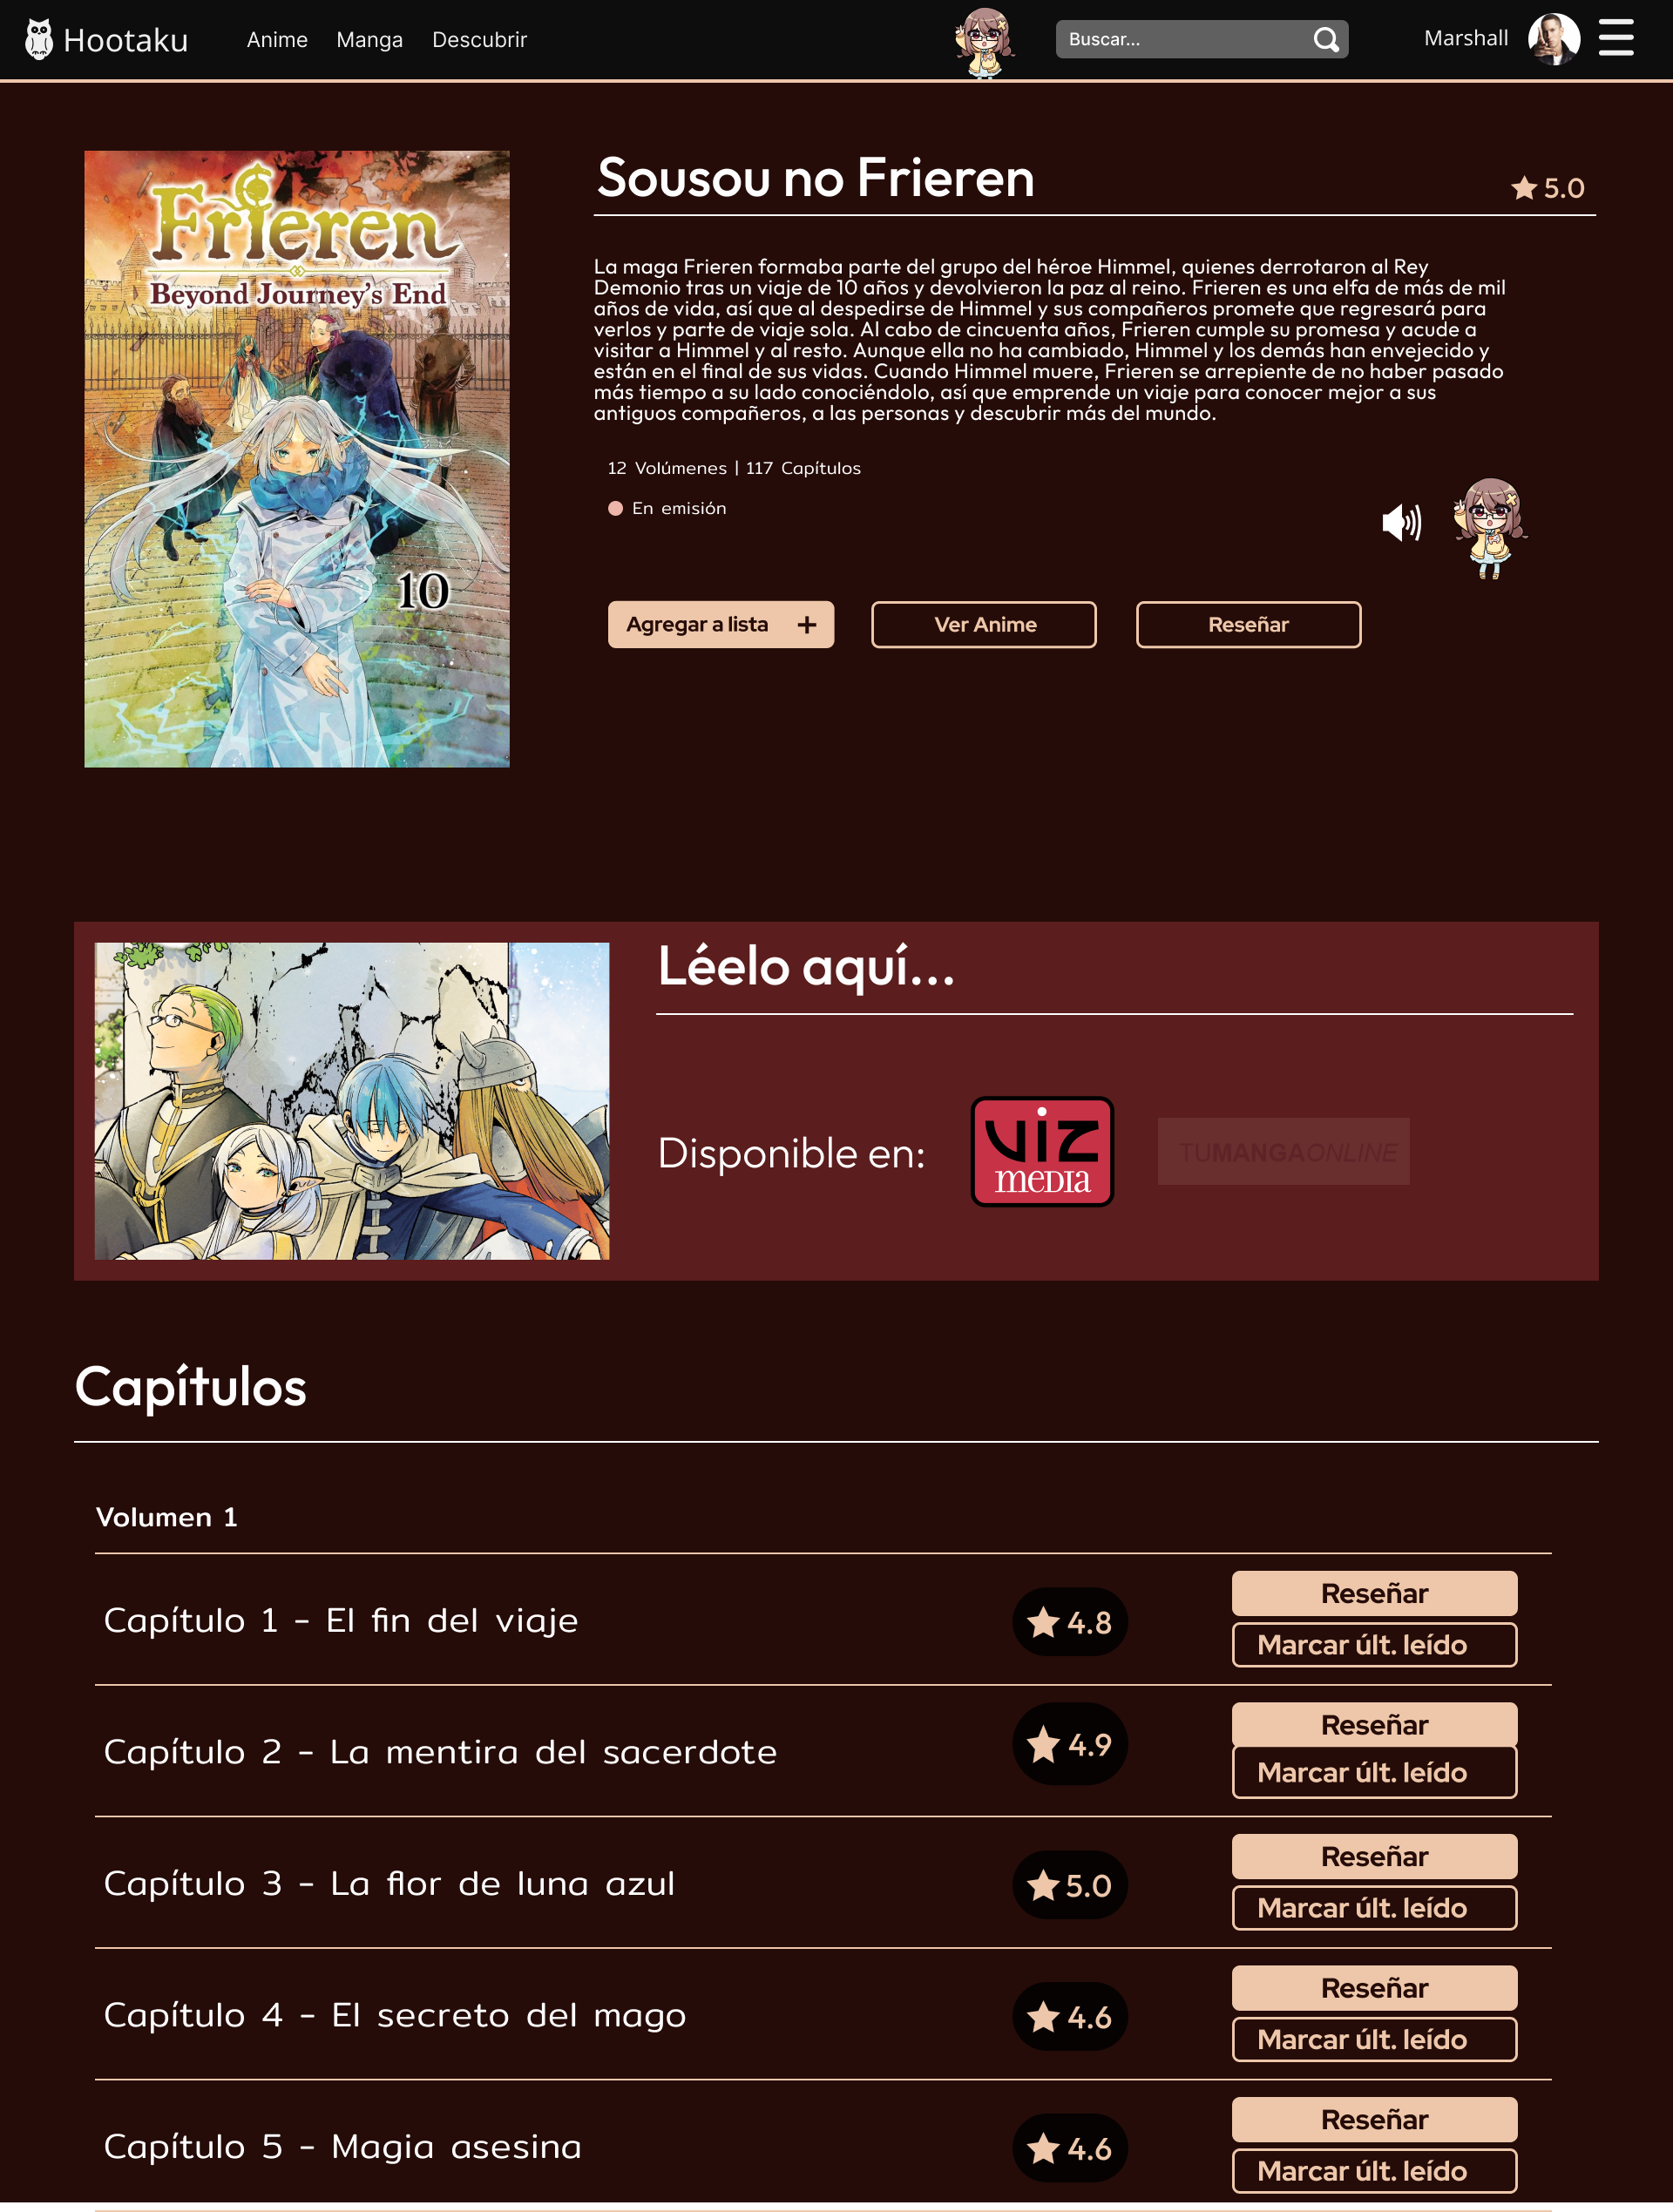 Hootaku
Anime
Manga
Descubrir
Buscar...
Marshall
Frieren
Beyond Journey's End
10
Sousou no Frieren
5.0
La maga Frieren formaba parte del grupo del héroe Himmel, quienes derrotaron al Rey
Demonio tras un viaje de 10 años y devolvieron la paz al reino. Frieren es una elfa de más de mil
años de vida, así que al despedirse de Himmel y sus compañeros promete que regresará para
verlos y parte de viaje sola. Al cabo de cincuenta años, Frieren cumple su promesa y acude a
visitar a Himmel y al resto. Aunque ella no ha cambiado, Himmel y los demás han envejecido y
están en el final de sus vidas. Cuando Himmel muere, Frieren se arrepiente de no haber pasado
más tiempo a su lado conociéndolo, así que emprende un viaje para conocer mejor a sus
antiguos compañeros, a las personas y descubrir más del mundo.
12 Volúmenes | 117 Capítulos
En emisión
Agregar a lista +
Ver Anime
Reseñar
Léelo aquí...
Disponible en:
VIZ
MEDIA
TUMANGAONLINE
Capítulos
Volumen 1
Capítulo 1 - El fin del viaje
4.8
Reseñar
Marcar últ. leído
Capítulo 2 - La mentira del sacerdote
4.9
Reseñar
Marcar últ. leído
Capítulo 3 - La flor de luna azul
5.0
Reseñar
Marcar últ. leído
Capítulo 4 - El secreto del mago
4.6
Reseñar
Marcar últ. leído
Capítulo 5 - Magia asesina
4.6
Reseñar
Marcar últ. leído